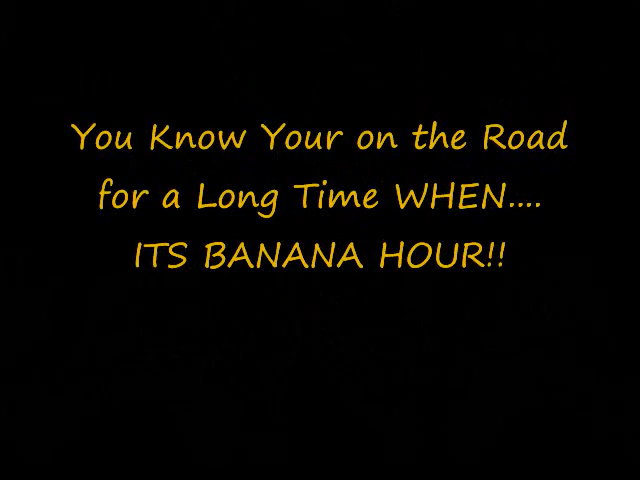 You Know Your on the Road
for a Long Time WHEN....
ITS BANANA HOUR!!